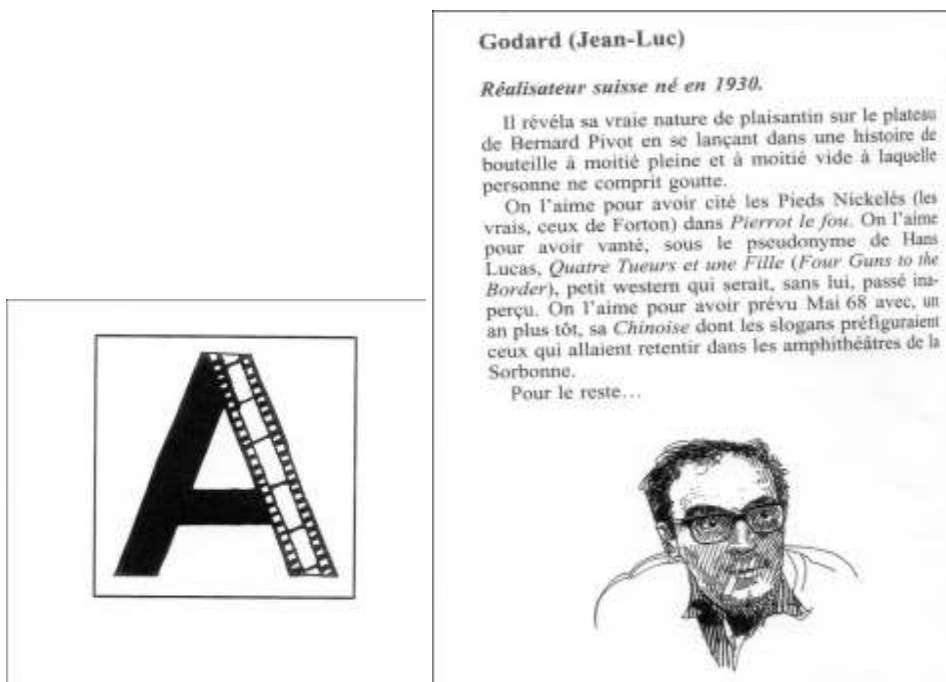 A
Godard (Jean-Luc)
Réalisateur suisse né en 1930.
Il révéla sa vraie nature de plaisantin sur le plateau
de Bernard Pivot en se lançant dans une histoire de
bouteille à moitié pleine et à moitié vide à laquelle
personne ne comprit goutte.
On l'aime pour avoir cité les Pieds Nickelés (les
vrais, ceux de Forton) dans Pierrot le fou. On l'aime
pour avoir vanté, sous le pseudonyme de Hans
Lucas, Quatre Tueurs et une Fille (Four Guns to the
Border), petit western qui serait, sans lui, passé ina-
perçu. On l'aime pour avoir prévu Mai 68 avec, un
an plus tôt, sa Chinoise dont les slogans préfiguraient
ceux qui allaient retentir dans les amphithéâtres de la
Sorbonne.
Pour le reste…